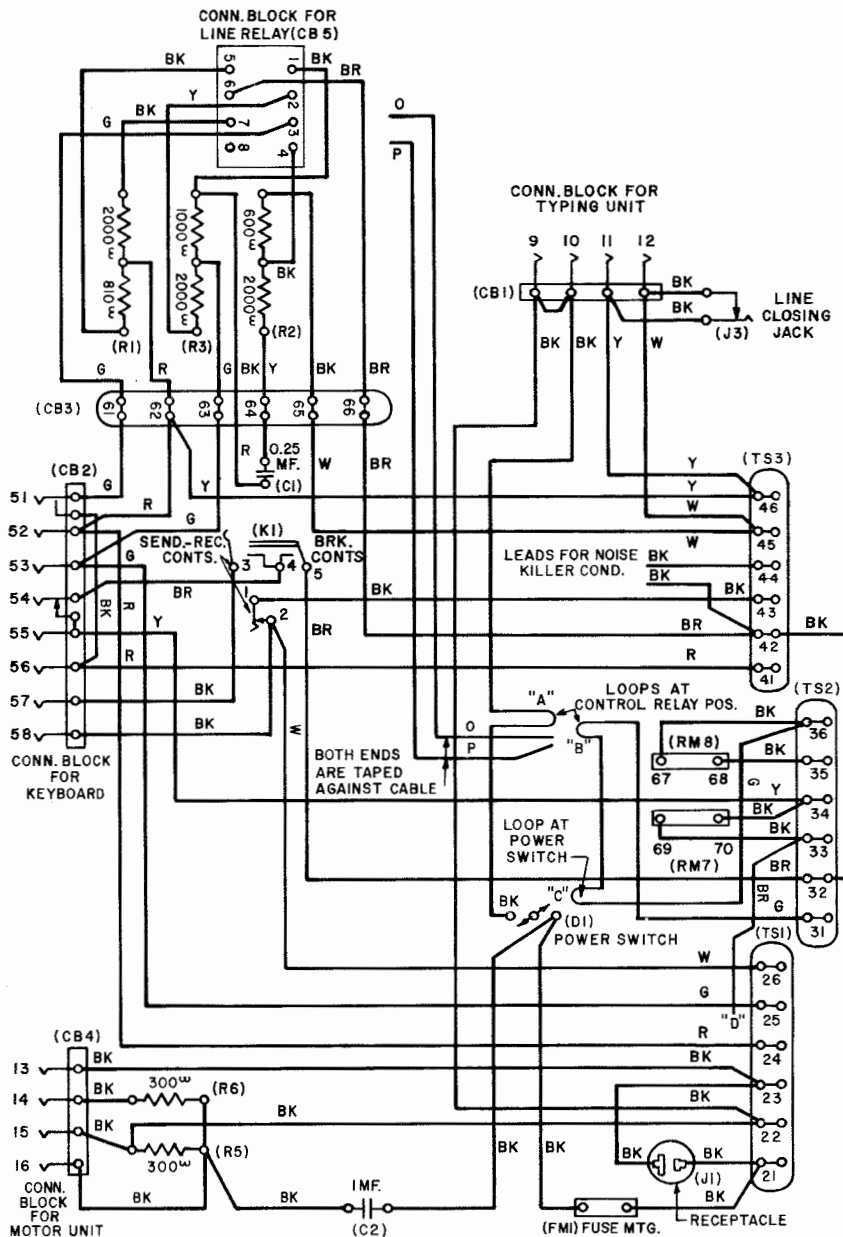 CONN. BLOCK FOR
LINE RELAY (CB 5)
BK
5
1
BK
BR
6
Y
2
BK
7
G
3
8
4
O
P
2000ω
1000ω
600ω
BK
810ω
2000ω
2000ω
(R1)
(R3)
(R2)
CONN. BLOCK FOR
TYPING UNIT
9
10
11
12
(CB1)
BK
BK
LINE
CLOSING
JACK
(J3)
BK
BK
Y
W
G
R
G
BK
Y
BK
BR
(CB3)
61
62
63
64
65
66
R
0.25
MF.
(C1)
W
BR
(CB2)
51
G
52
R
Y
G
53
G
54
BR
55
Y
56
R
57
BK
58
BK
BK
R
CONN. BLOCK
FOR
KEYBOARD
SEND.-REC.
CONTS.
(K1)
BRK.
CONTS
3
4
5
1
2
BK
BR
W
(TS3)
Y
Y
46
W
W
45
LEADS FOR NOISE
KILLER COND.
BK
44
BK
BK
43
BR
42
BK
R
41
"A"
LOOPS AT
CONTROL RELAY POS.
(TS2)
O
P
"B"
BOTH ENDS
ARE TAPED
AGAINST CABLE
BK
36
(RM8)
67
68
BK
35
G
Y
34
BK
69
70
BK
33
(RM7)
BR
32
BR
G
31
LOOP AT
POWER
SWITCH
BK
"C"
(D1)
POWER SWITCH
(TS1)
W
26
G
"D"
25
R
24
BK
23
BK
22
BK
BK
21
(J1)
RECEPTACLE
BK
BK
BK
(FM1) FUSE MTG.
(CB4)
13
BK
14
BK
300ω
(R6)
15
BK
300ω
(R5)
16
BK
BK
1MF.
(C2)
CONN.
BLOCK
FOR
MOTOR UNIT